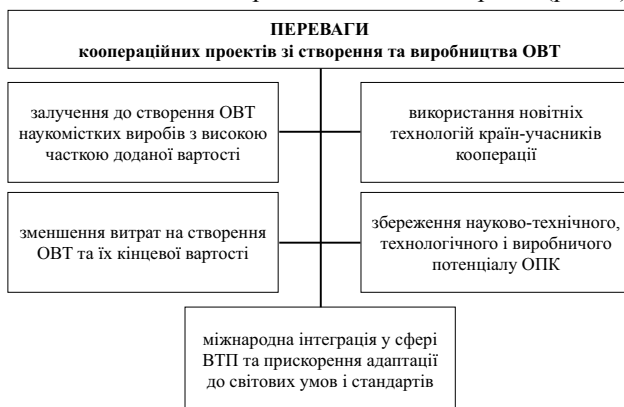 ПЕРЕВАГИ
кооперაційних проектів зі створення та виробництва ОВТ
залучення до створення ОВТ
наукомістких виробів з високою
часткою доданої вартості
використання новітніх
технологій країн-учасників
кооперації
зменшення витрат на створення
ОВТ та їх кінцевої вартості
збереження науково-технічного,
технологічного і виробничого
потенціалу ОПК
міжнародна інтеграція у сфері
ВТП та прискорення адаптації
до світових умов і стандартів